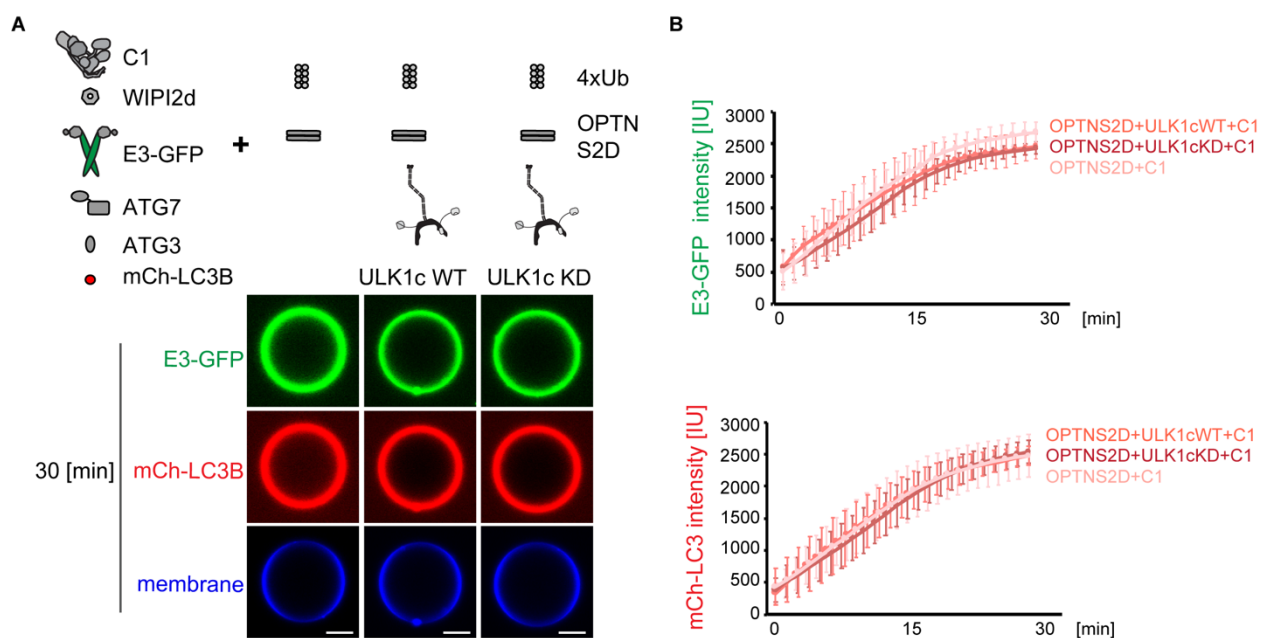 A
C1
WIPI2d
E3-GFP
ATG7
ATG3
mCh-LC3B
+
4xUb
OPTN
S2D
ULK1c WT
ULK1c KD
30 [min]
E3-GFP
mCh-LC3B
membrane
B
E3-GFP intensity [IU]
3000
2500
2000
1500
1000
500
0
0
15
30
[min]
OPTNS2D+ULK1cWT+C1
OPTNS2D+ULK1cKD+C1
OPTNS2D+C1
mCh-LC3 intensity [IU]
3000
2500
2000
1500
1000
500
0
0
15
30
[min]
OPTNS2D+ULK1cWT+C1
OPTNS2D+ULK1cKD+C1
OPTNS2D+C1